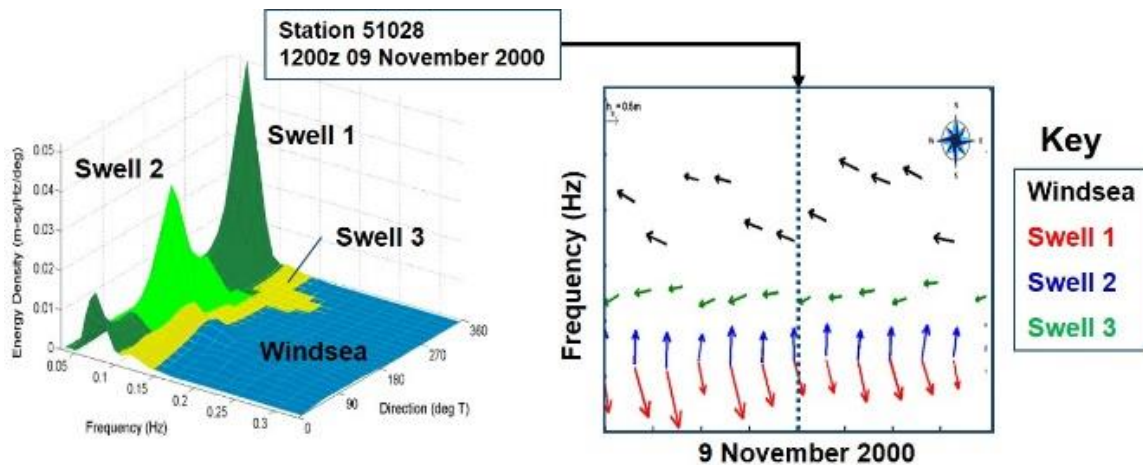 Station 51028
1200z 09 November 2000
Swell 1
Swell 2
Swell 3
Windsea
Energy Density (m-sq/Hz/deg)
0.05
0.04
0.03
0.02
0.01
0
0.05
0.1
0.15
0.2
0.25
0.3
Frequency (Hz)
0
90
180
270
360
Direction (deg T)
Frequency (Hz)
= 0.5m
9 November 2000
Key
Windsea
Swell 1
Swell 2
Swell 3